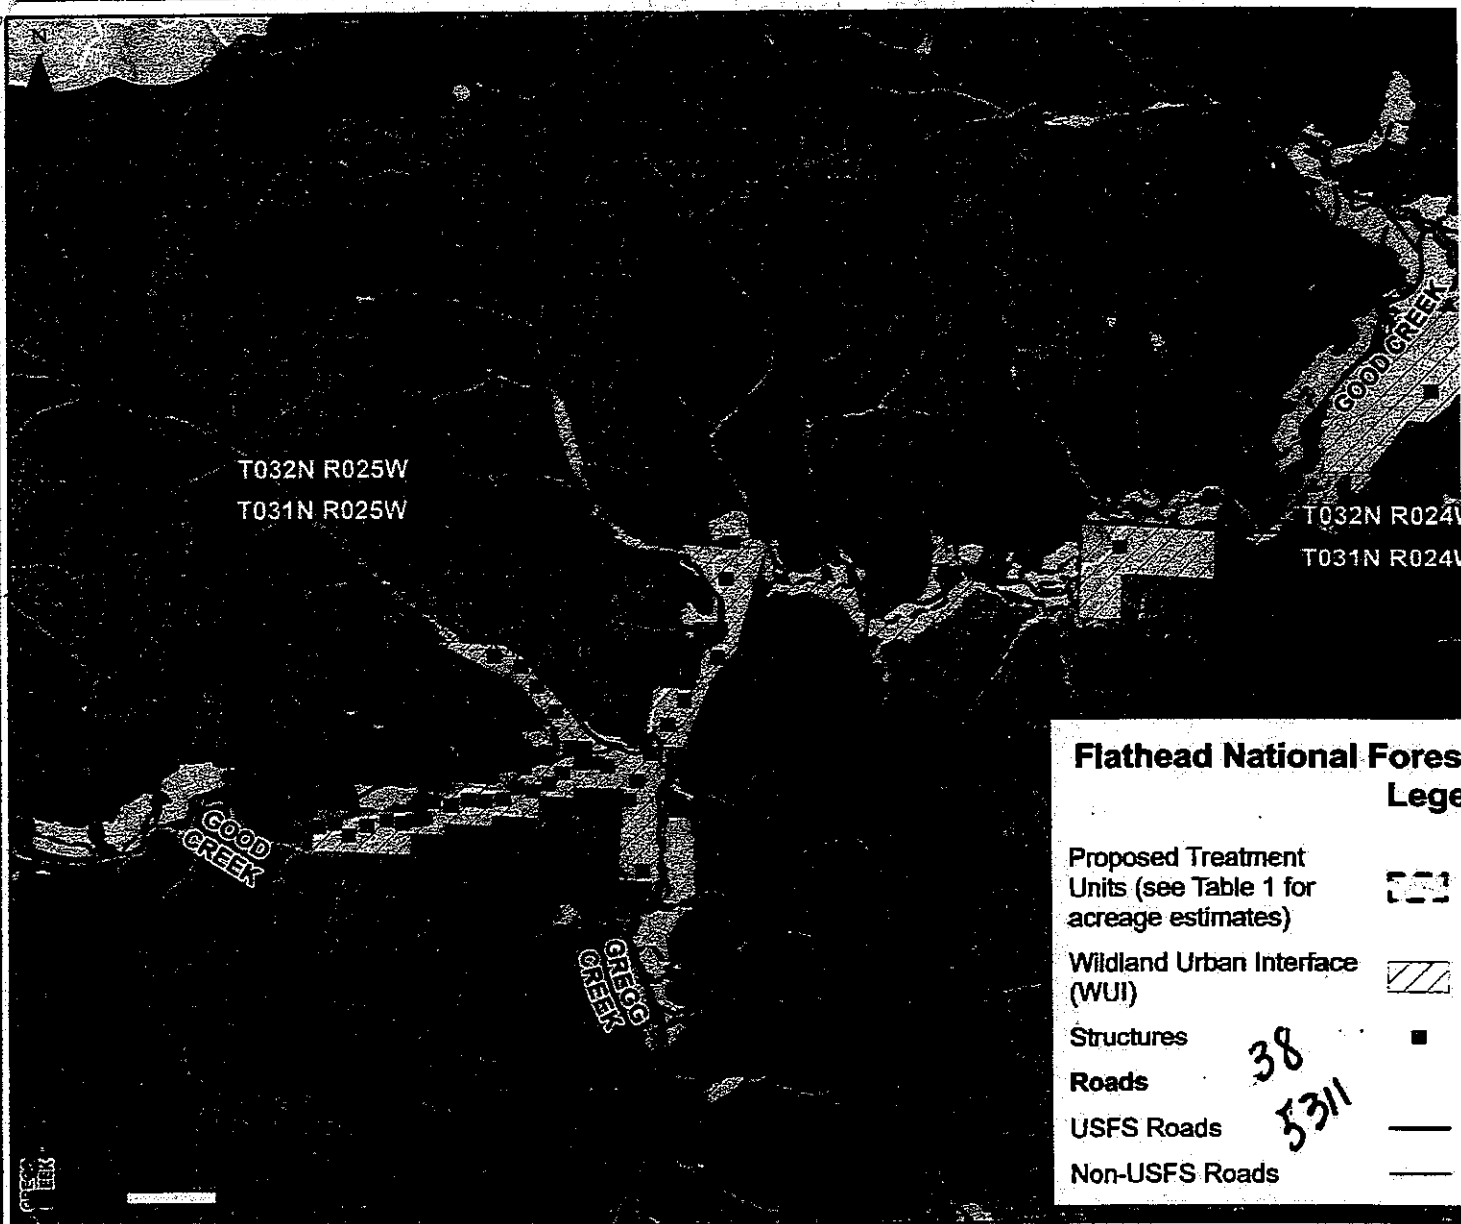 N
GOOD CREEK
T032N R025W
T031N R025W
T032N R024
T031N R024
GOOD
CREEK
GREGG
CREEK
Flathead National Fores
Lege
Proposed Treatment
Units (see Table 1 for
acreage estimates)
Wildland Urban Interface
(WUI)
Structures
38
Roads
5311
USFS Roads
Non-USFS Roads